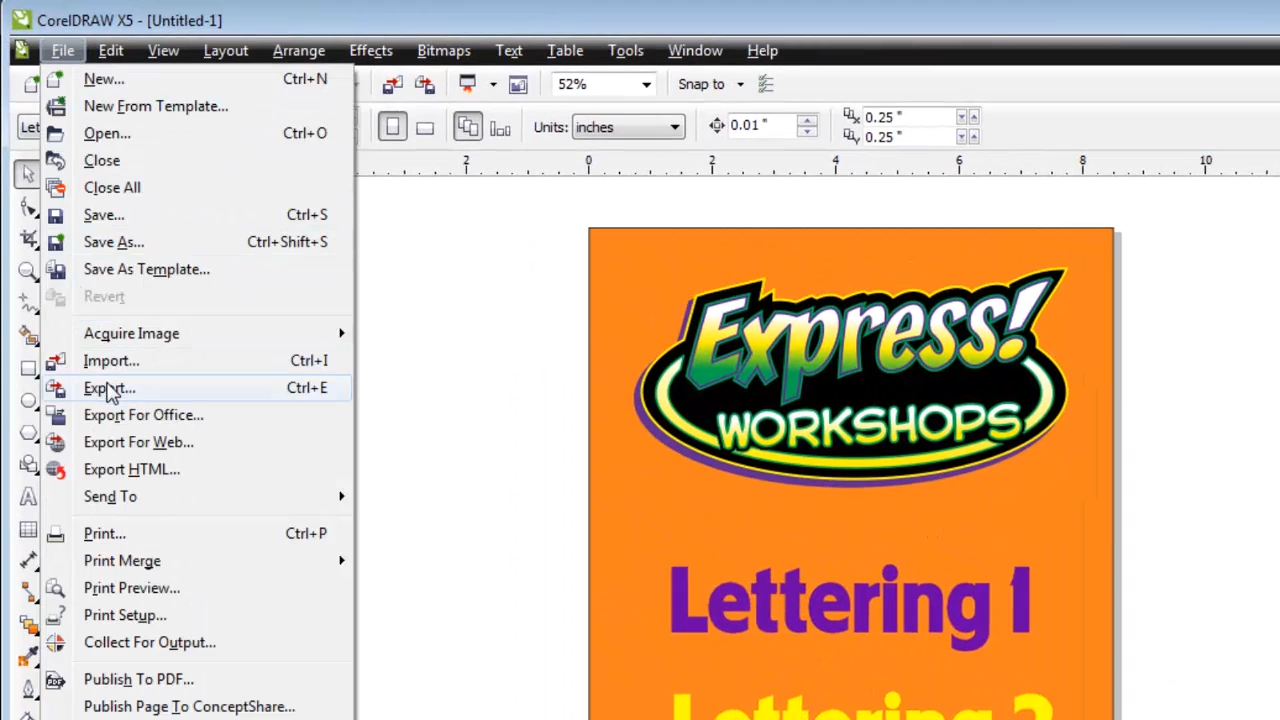 CorelDRAW X5 - [Untitled-1]
File Edit View Layout Arrange Effects Bitmaps Text Table Tools Window Help
New... Ctrl+N
52% Snap to
New From Template...
Let
Units: inches 0.01 " 0.25 "
0.25 "
Open... Ctrl+O
Close
2 0 2 4 6 8 10
Close All
Save... Ctrl+S
Save As... Ctrl+Shift+S
Save As Template...
Revert
Acquire Image
Import... Ctrl+I
Export... Ctrl+E
Export For Office...
Export For Web...
Export HTML...
Send To
Print... Ctrl+P
Print Merge
Print Preview...
Print Setup...
Collect For Output...
Publish To PDF...
Publish Page To ConceptShare...
Express!
WORKSHOPS
Lettering 1
Lettering 2